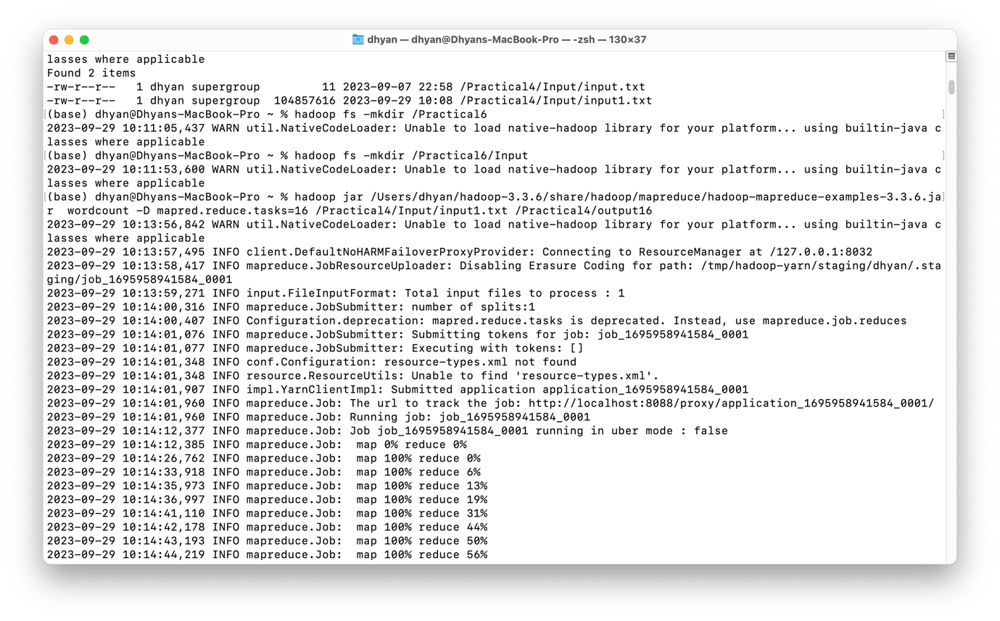 dhyan — dhyan@Dhyans-MacBook-Pro — -zsh — 130×37
lasses where applicable
Found 2 items
-rw-r--r--   1 dhyan supergroup         11 2023-09-07 22:58 /Practical4/Input/input.txt
-rw-r--r--   1 dhyan supergroup  104857616 2023-09-29 10:08 /Practical4/Input/input1.txt
[(base) dhyan@Dhyans-MacBook-Pro ~ % hadoop fs -mkdir /Practical6 ]
2023-09-29 10:11:05,437 WARN util.NativeCodeLoader: Unable to load native-hadoop library for your platform... using builtin-java c
lasses where applicable
[(base) dhyan@Dhyans-MacBook-Pro ~ % hadoop fs -mkdir /Practical6/Input ]
2023-09-29 10:11:53,600 WARN util.NativeCodeLoader: Unable to load native-hadoop library for your platform... using builtin-java c
lasses where applicable
[(base) dhyan@Dhyans-MacBook-Pro ~ % hadoop jar /Users/dhyan/hadoop-3.3.6/share/hadoop/mapreduce/hadoop-mapreduce-examples-3.3.6.ja]
r  wordcount -D mapred.reduce.tasks=16 /Practical4/Input/input1.txt /Practical4/output16
2023-09-29 10:13:56,842 WARN util.NativeCodeLoader: Unable to load native-hadoop library for your platform... using builtin-java c
lasses where applicable
2023-09-29 10:13:57,495 INFO client.DefaultNoHARMFailoverProxyProvider: Connecting to ResourceManager at /127.0.0.1:8032
2023-09-29 10:13:58,417 INFO mapreduce.JobResourceUploader: Disabling Erasure Coding for path: /tmp/hadoop-yarn/staging/dhyan/.sta
ging/job_1695958941584_0001
2023-09-29 10:13:59,271 INFO input.FileInputFormat: Total input files to process : 1
2023-09-29 10:14:00,316 INFO mapreduce.JobSubmitter: number of splits:1
2023-09-29 10:14:00,407 INFO Configuration.deprecation: mapred.reduce.tasks is deprecated. Instead, use mapreduce.job.reduces
2023-09-29 10:14:01,076 INFO mapreduce.JobSubmitter: Submitting tokens for job: job_1695958941584_0001
2023-09-29 10:14:01,077 INFO mapreduce.JobSubmitter: Executing with tokens: []
2023-09-29 10:14:01,348 INFO conf.Configuration: resource-types.xml not found
2023-09-29 10:14:01,348 INFO resource.ResourceUtils: Unable to find 'resource-types.xml'.
2023-09-29 10:14:01,907 INFO impl.YarnClientImpl: Submitted application application_1695958941584_0001
2023-09-29 10:14:01,960 INFO mapreduce.Job: The url to track the job: http://localhost:8088/proxy/application_1695958941584_0001/
2023-09-29 10:14:01,960 INFO mapreduce.Job: Running job: job_1695958941584_0001
2023-09-29 10:14:12,377 INFO mapreduce.Job: Job job_1695958941584_0001 running in uber mode : false
2023-09-29 10:14:12,385 INFO mapreduce.Job:  map 0% reduce 0%
2023-09-29 10:14:26,762 INFO mapreduce.Job:  map 100% reduce 0%
2023-09-29 10:14:33,918 INFO mapreduce.Job:  map 100% reduce 6%
2023-09-29 10:14:35,973 INFO mapreduce.Job:  map 100% reduce 13%
2023-09-29 10:14:36,997 INFO mapreduce.Job:  map 100% reduce 19%
2023-09-29 10:14:41,110 INFO mapreduce.Job:  map 100% reduce 31%
2023-09-29 10:14:42,178 INFO mapreduce.Job:  map 100% reduce 44%
2023-09-29 10:14:43,193 INFO mapreduce.Job:  map 100% reduce 50%
2023-09-29 10:14:44,219 INFO mapreduce.Job:  map 100% reduce 56%